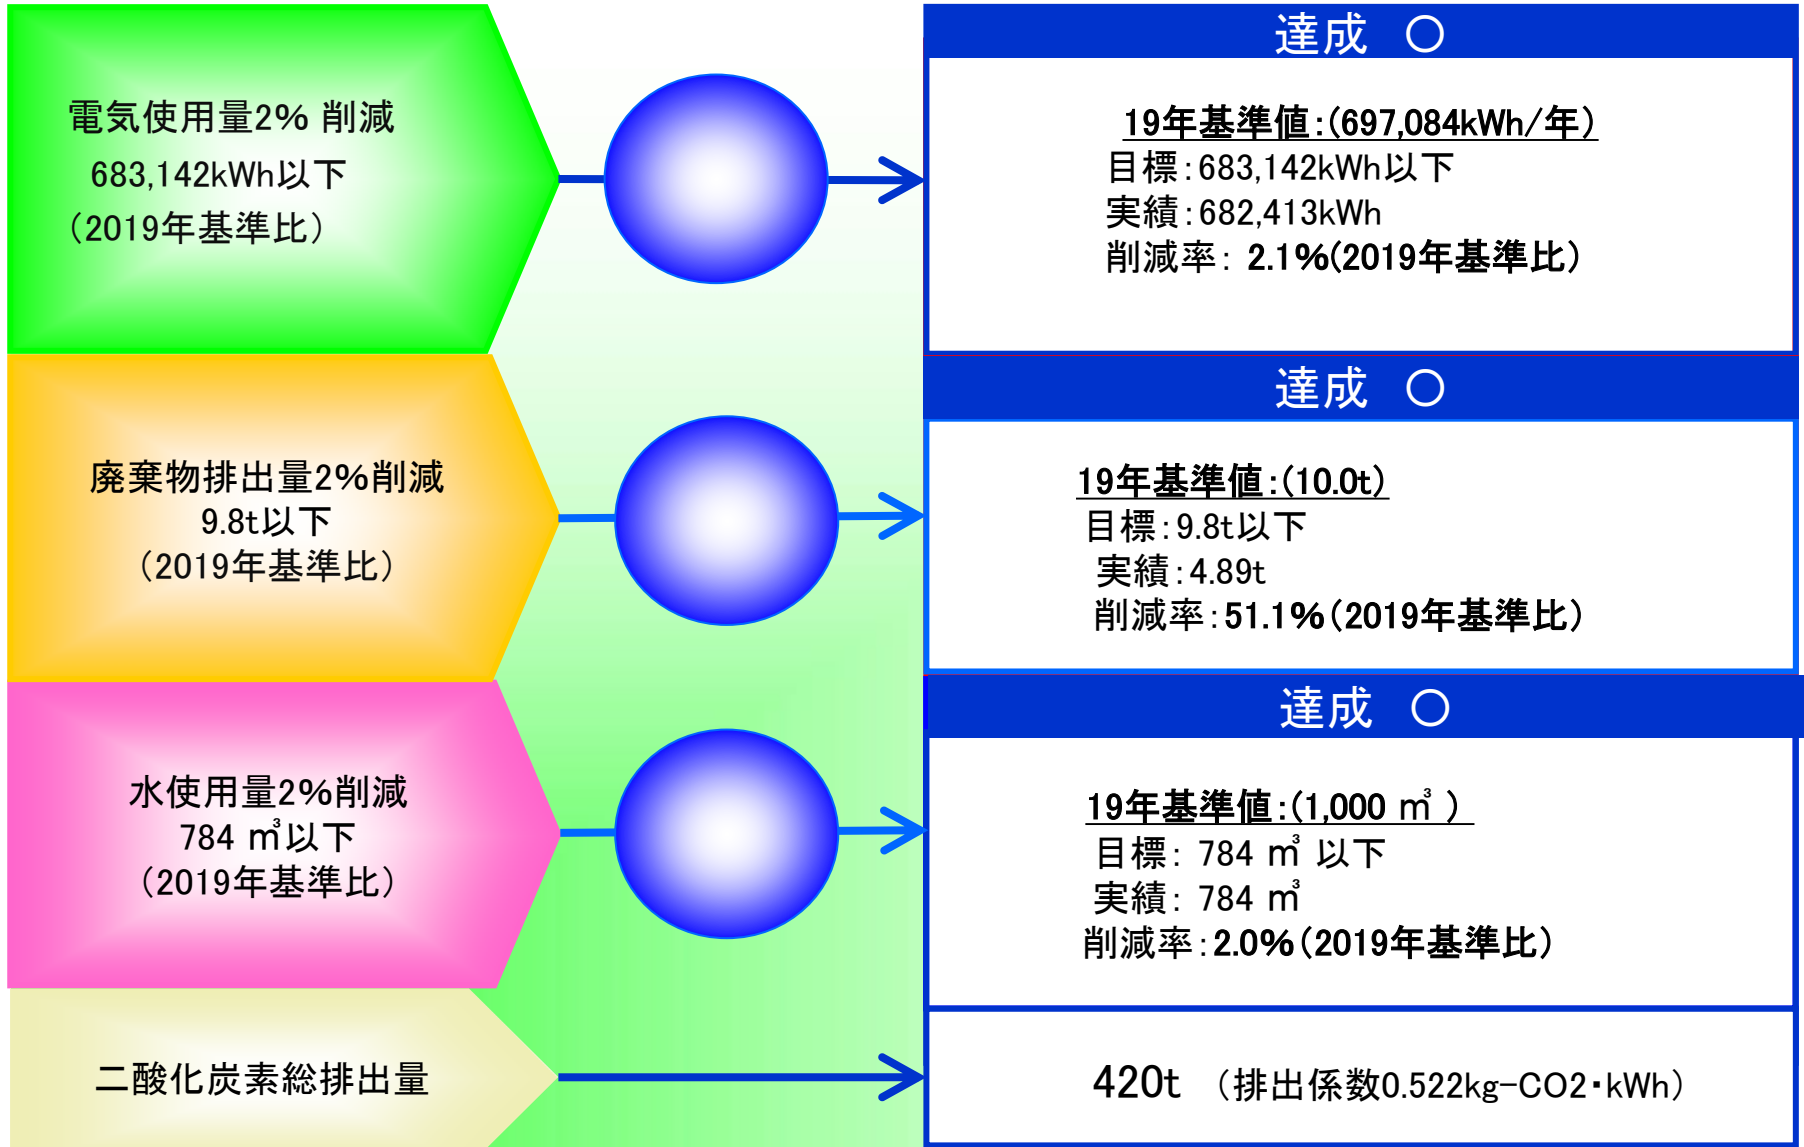 電気使用量2% 削減
683,142kWh以下
（2019年基準比）
達成　○
19年基準値：(697,084kWh/年）
目標：683,142kWh以下
実績：682,413kWh
削減率： 2.1%(2019年基準比）
廃棄物排出量2%削減
9.8t以下
（2019年基準比）
達成　○
19年基準値：(10.0t)
目標：9.8t以下
実績：4.89t
削減率：51.1%（2019年基準比）
水使用量2%削減
784 ㎥以下
（2019年基準比）
達成　○
19年基準値：(1,000 ㎥ )
目標： 784 ㎥ 以下
実績： 784 ㎥
削減率：2.0%（2019年基準比）
二酸化炭素総排出量
420t （排出係数0.522kg-CO2・kWh）